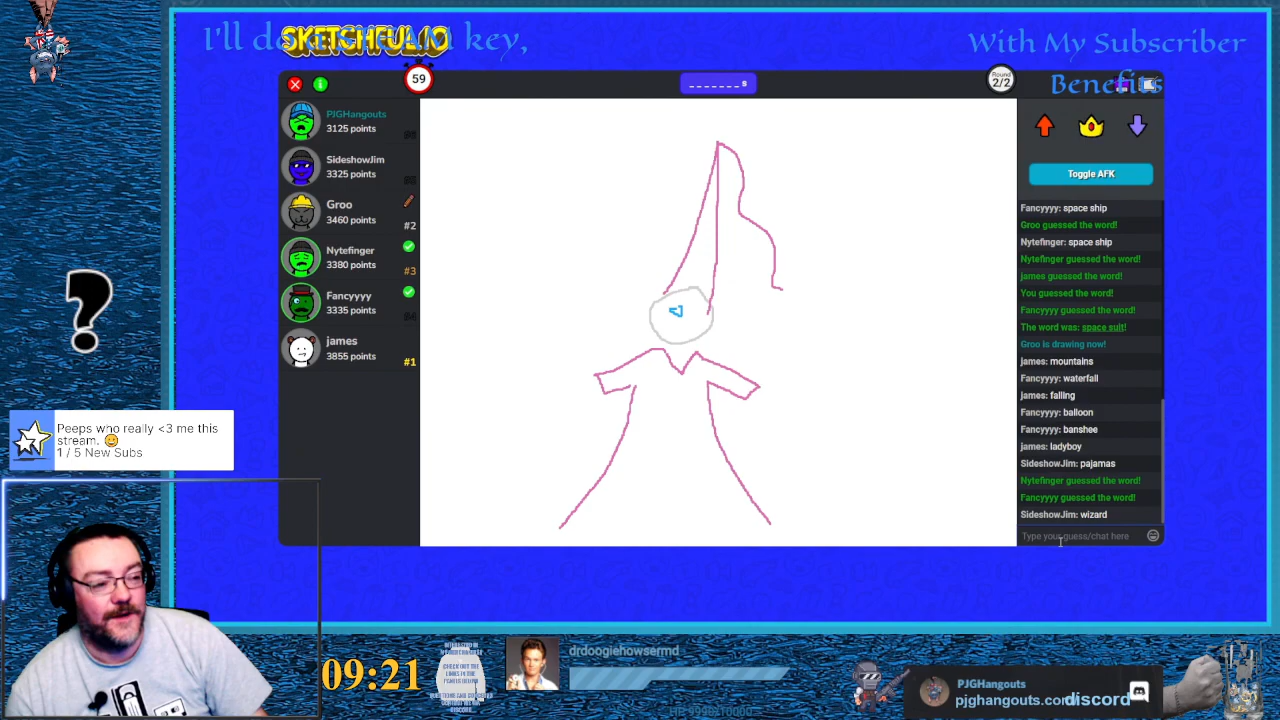 I'll do key,
SKETCHFUL.IO
With My Subscriber
Benefits
59
_ _ _ _ _ _ _ s
Round
2/2
PJGHangouts
3125 points
SideshowJim
3325 points
Groo
3460 points
#2
Nytefinger
3380 points
#3
Fancyyyy
3335 points
james
3855 points
#1
Toggle AFK
Fancyyyy: space ship
Groo guessed the word!
Nytefinger: space ship
Nytefinger guessed the word!
james guessed the word!
You guessed the word!
Fancyyyy guessed the word!
The word was: space suit!
Groo is drawing now!
james: mountains
Fancyyyy: waterfall
james: falling
Fancyyyy: balloon
Fancyyyy: banshee
james: ladyboy
SideshowJim: pajamas
Nytefinger guessed the word!
Fancyyyy guessed the word!
SideshowJim: wizard
Type your guess/chat here
Peeps who really <3 me this
stream. 😀
1 / 5 New Subs
09:21
drdoogiehowsermd
PJGHangouts
pjghangouts.com
discord